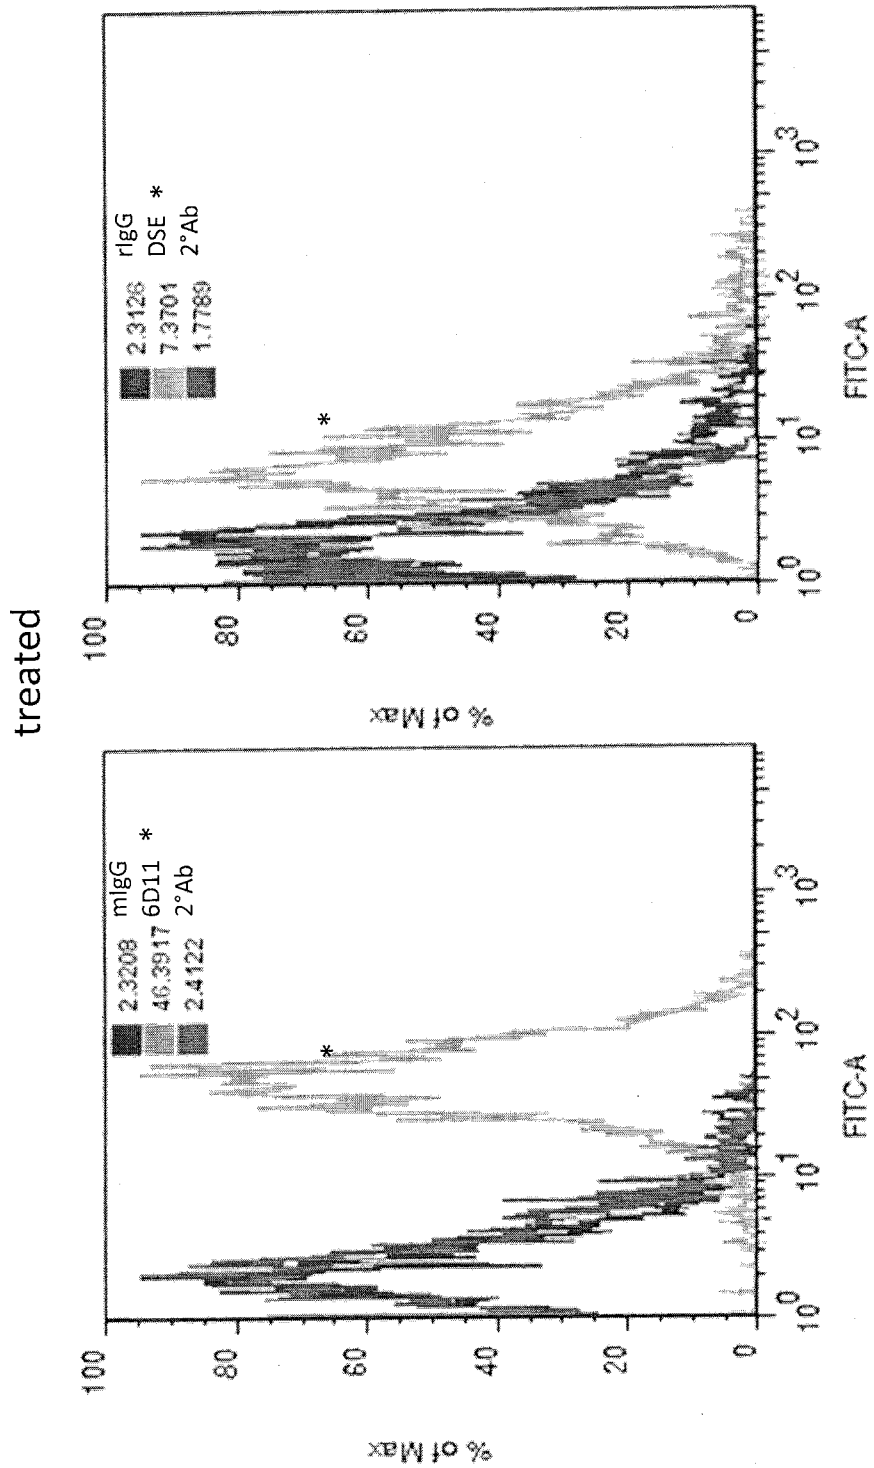 treated
100
80
60
40
20
0
% of Max
10^0
10^1
10^2
10^3
FITC-A
2.3208 mIgG
46.3917 6D11 *
2.4122 2°Ab
*
100
80
60
40
20
0
% of Max
10^0
10^1
10^2
10^3
FITC-A
2.3126 rIgG
7.3701 DSE *
1.7789 2°Ab
*